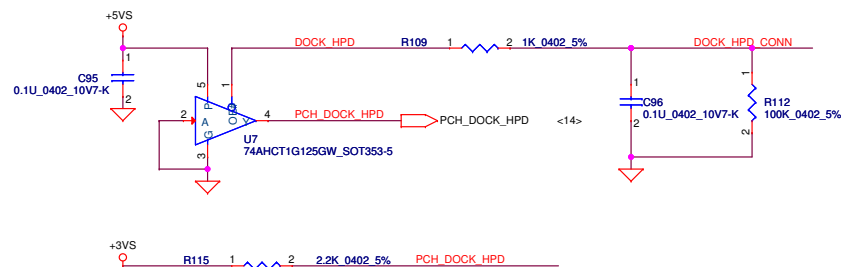 +5VS
DOCK_HPD
R109
1
2
1K_0402_5%
DOCK_HPD_CONN
1
C95
0.1U_0402_10V7-K
2
5
1
P
OE#
2
A
Y
4
G
3
PCH_DOCK_HPD
PCH_DOCK_HPD
<14>
U7
74AHCT1G125GW_SOT353-5
1
C96
0.1U_0402_10V7-K
2
1
R112
100K_0402_5%
2
+3VS
R115
1
2
2.2K_0402_5%
PCH_DOCK_HPD